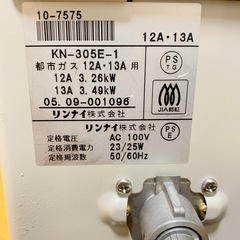 10-7575
12A・13A
KN-305E-1
都市ガス 12A・13A 用
12A 3.26kW
13A 3.49kW
05.09-001096
リンナイ株式会社
PS
TG
JIA認証
リンナイ株式会社
定格電圧 AC 100V
定格消費電力 23/25W
定格周波数 50/60Hz
PS
E